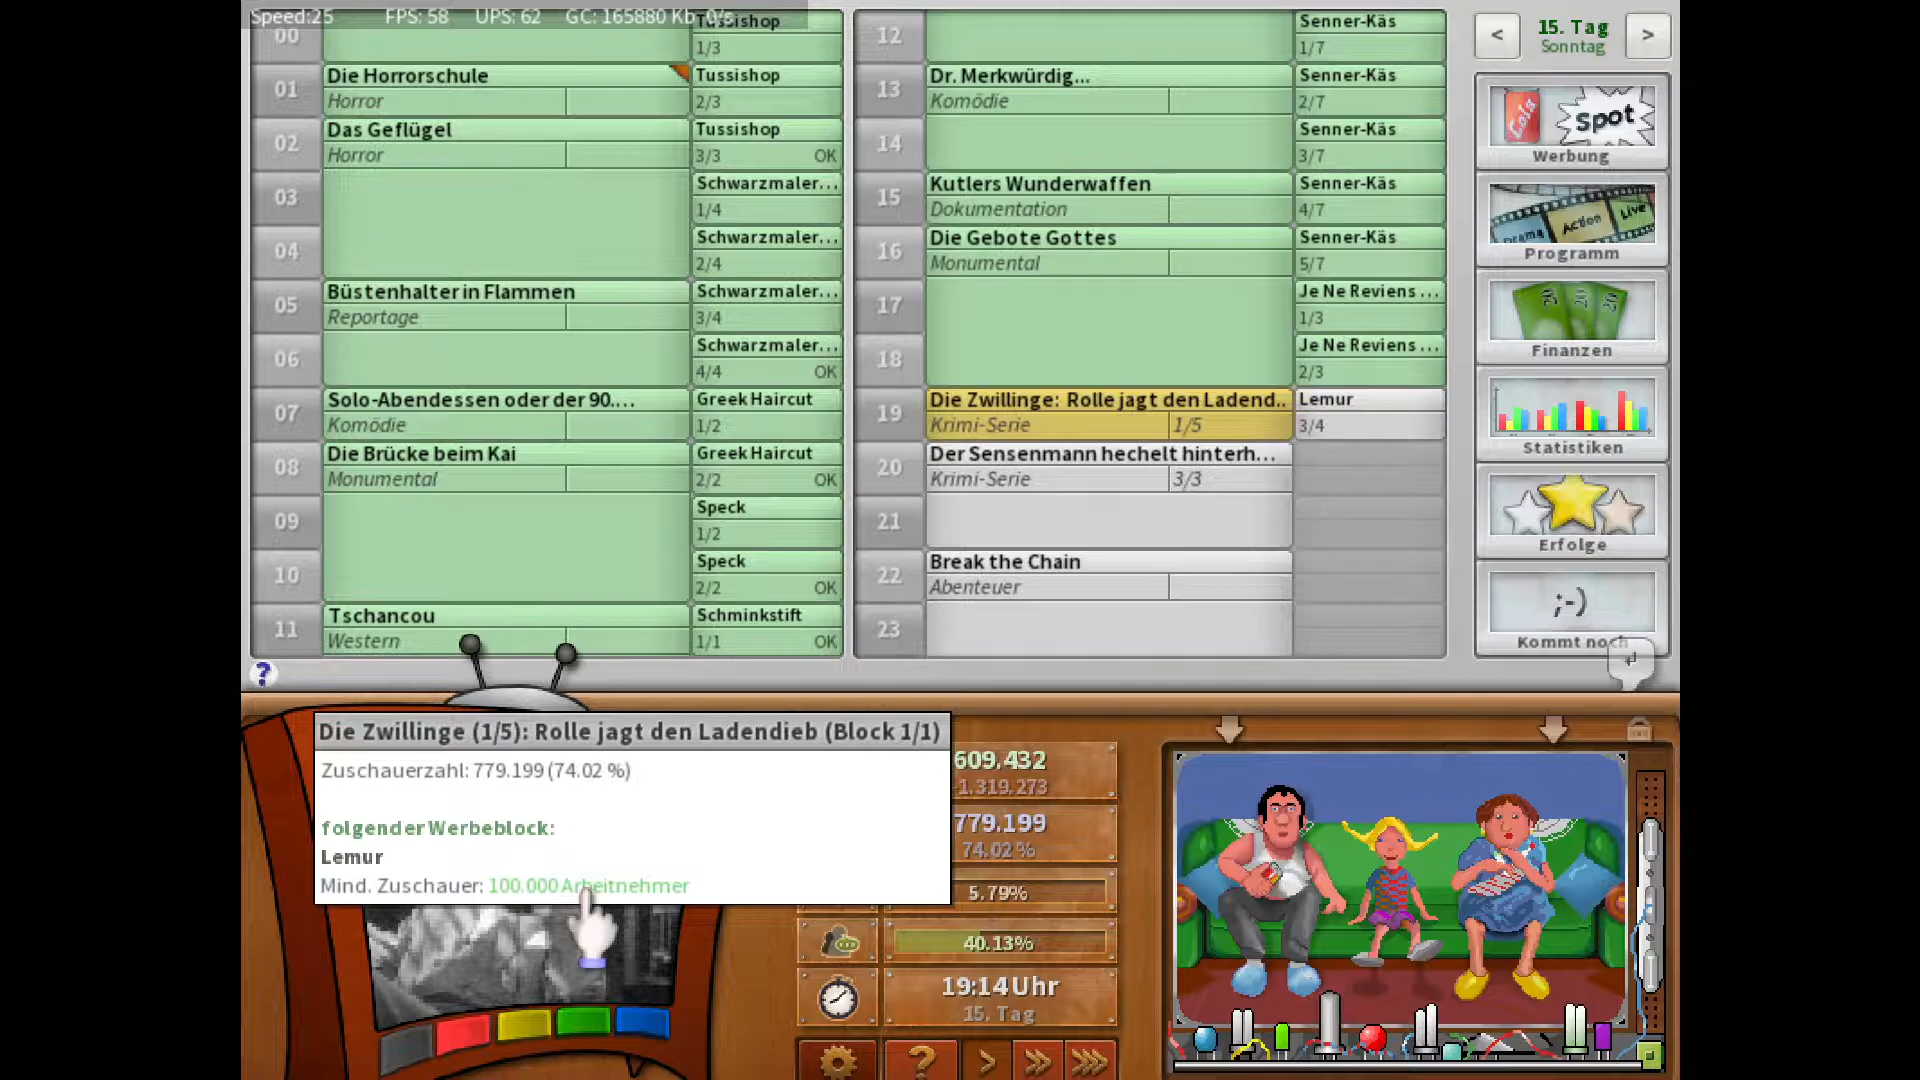 Speed:25 FPS: 58 UPS: 62 GC: 165880 Kb
00 Tussishop
1/3
01 Die Horrorschule Tussishop
Horror 2/3
02 Das Geflügel Tussishop
Horror 3/3 OK
03 Schwarzmaler...
1/4
04 Schwarzmaler...
2/4
05 Büstenhalter in Flammen Schwarzmaler...
Reportage 3/4
06 Schwarzmaler...
4/4 OK
07 Solo-Abendessen oder der 90.... Greek Haircut
Komödie 1/2
08 Die Brücke beim Kai Greek Haircut
Monumental 2/2 OK
09 Speck
1/2
10 Speck
2/2 OK
11 Tschancou Schminkstift
Western 1/1 OK
12 Senner-Käs
1/7
13 Dr. Merkwürdig... Senner-Käs
Komödie 2/7
14 Senner-Käs
3/7
15 Kutlers Wunderwaffen Senner-Käs
Dokumentation 4/7
16 Die Gebote Gottes Senner-Käs
Monumental 5/7
17 Je Ne Reviens ...
1/3
18 Je Ne Reviens ...
2/3
19 Die Zwillinge: Rolle jagt den Ladend.. Lemur
Krimi-Serie 1/5 3/4
20 Der Sensenmann hechelt hinterh...
Krimi-Serie 3/3
21
22 Break the Chain
Abenteuer
23
< 15. Tag >
Sonntag
Cola Spot
Werbung
Drama Action Live
Programm
20 20 20
Finanzen
Statistiken
Erfolge
;-)
Kommt noch
?
Die Zwillinge (1/5): Rolle jagt den Ladendieb (Block 1/1)
Zuschauerzahl: 779.199 (74.02 %)
folgender Werbeblock:
Lemur
Mind. Zuschauer: 100.000 Arbeitnehmer
609.432
-1.319.273
779.199
74.02 %
5.79%
40.13%
19:14 Uhr
15. Tag
?